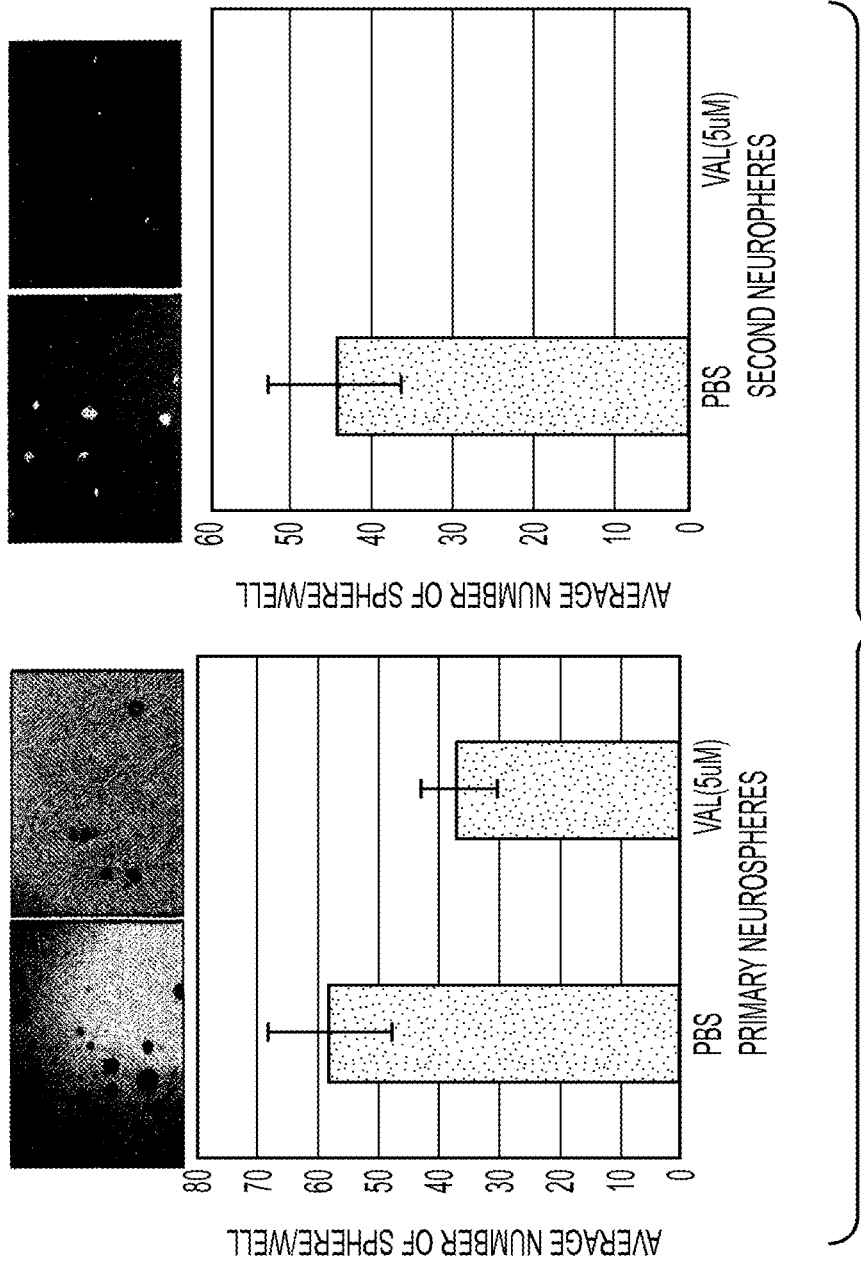 AVERAGE NUMBER OF SPHERE/WELL
80
70
60
50
40
30
20
10
0
PBS
VAL(5uM)
PRIMARY NEUROSPHERES
AVERAGE NUMBER OF SPHERE/WELL
60
50
40
30
20
10
0
PBS
VAL(5uM)
SECOND NEUROPHERES